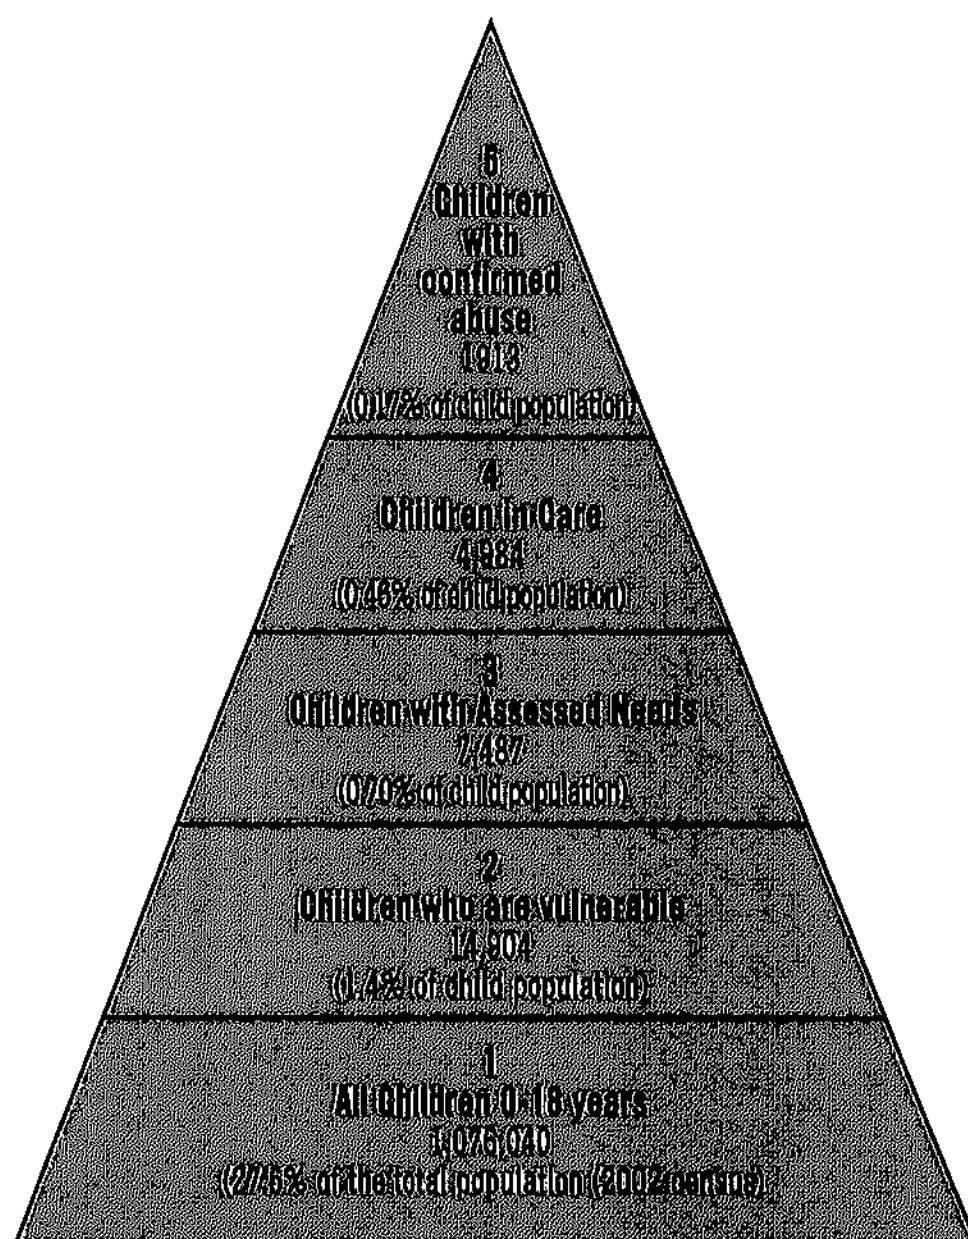 5
Children
with
confirmed
abuse
1913
(0.17% of child population)
4
Children in Care
4,984
(0.46% of child population)
3
Children with Assessed Needs
7,487
(0.70% of child population)
2
Children who are vulnerable
14,904
(1.4% of child population)
1
All Children 0-18 years
1,076,040
(27.46% of the total population (2002 census)